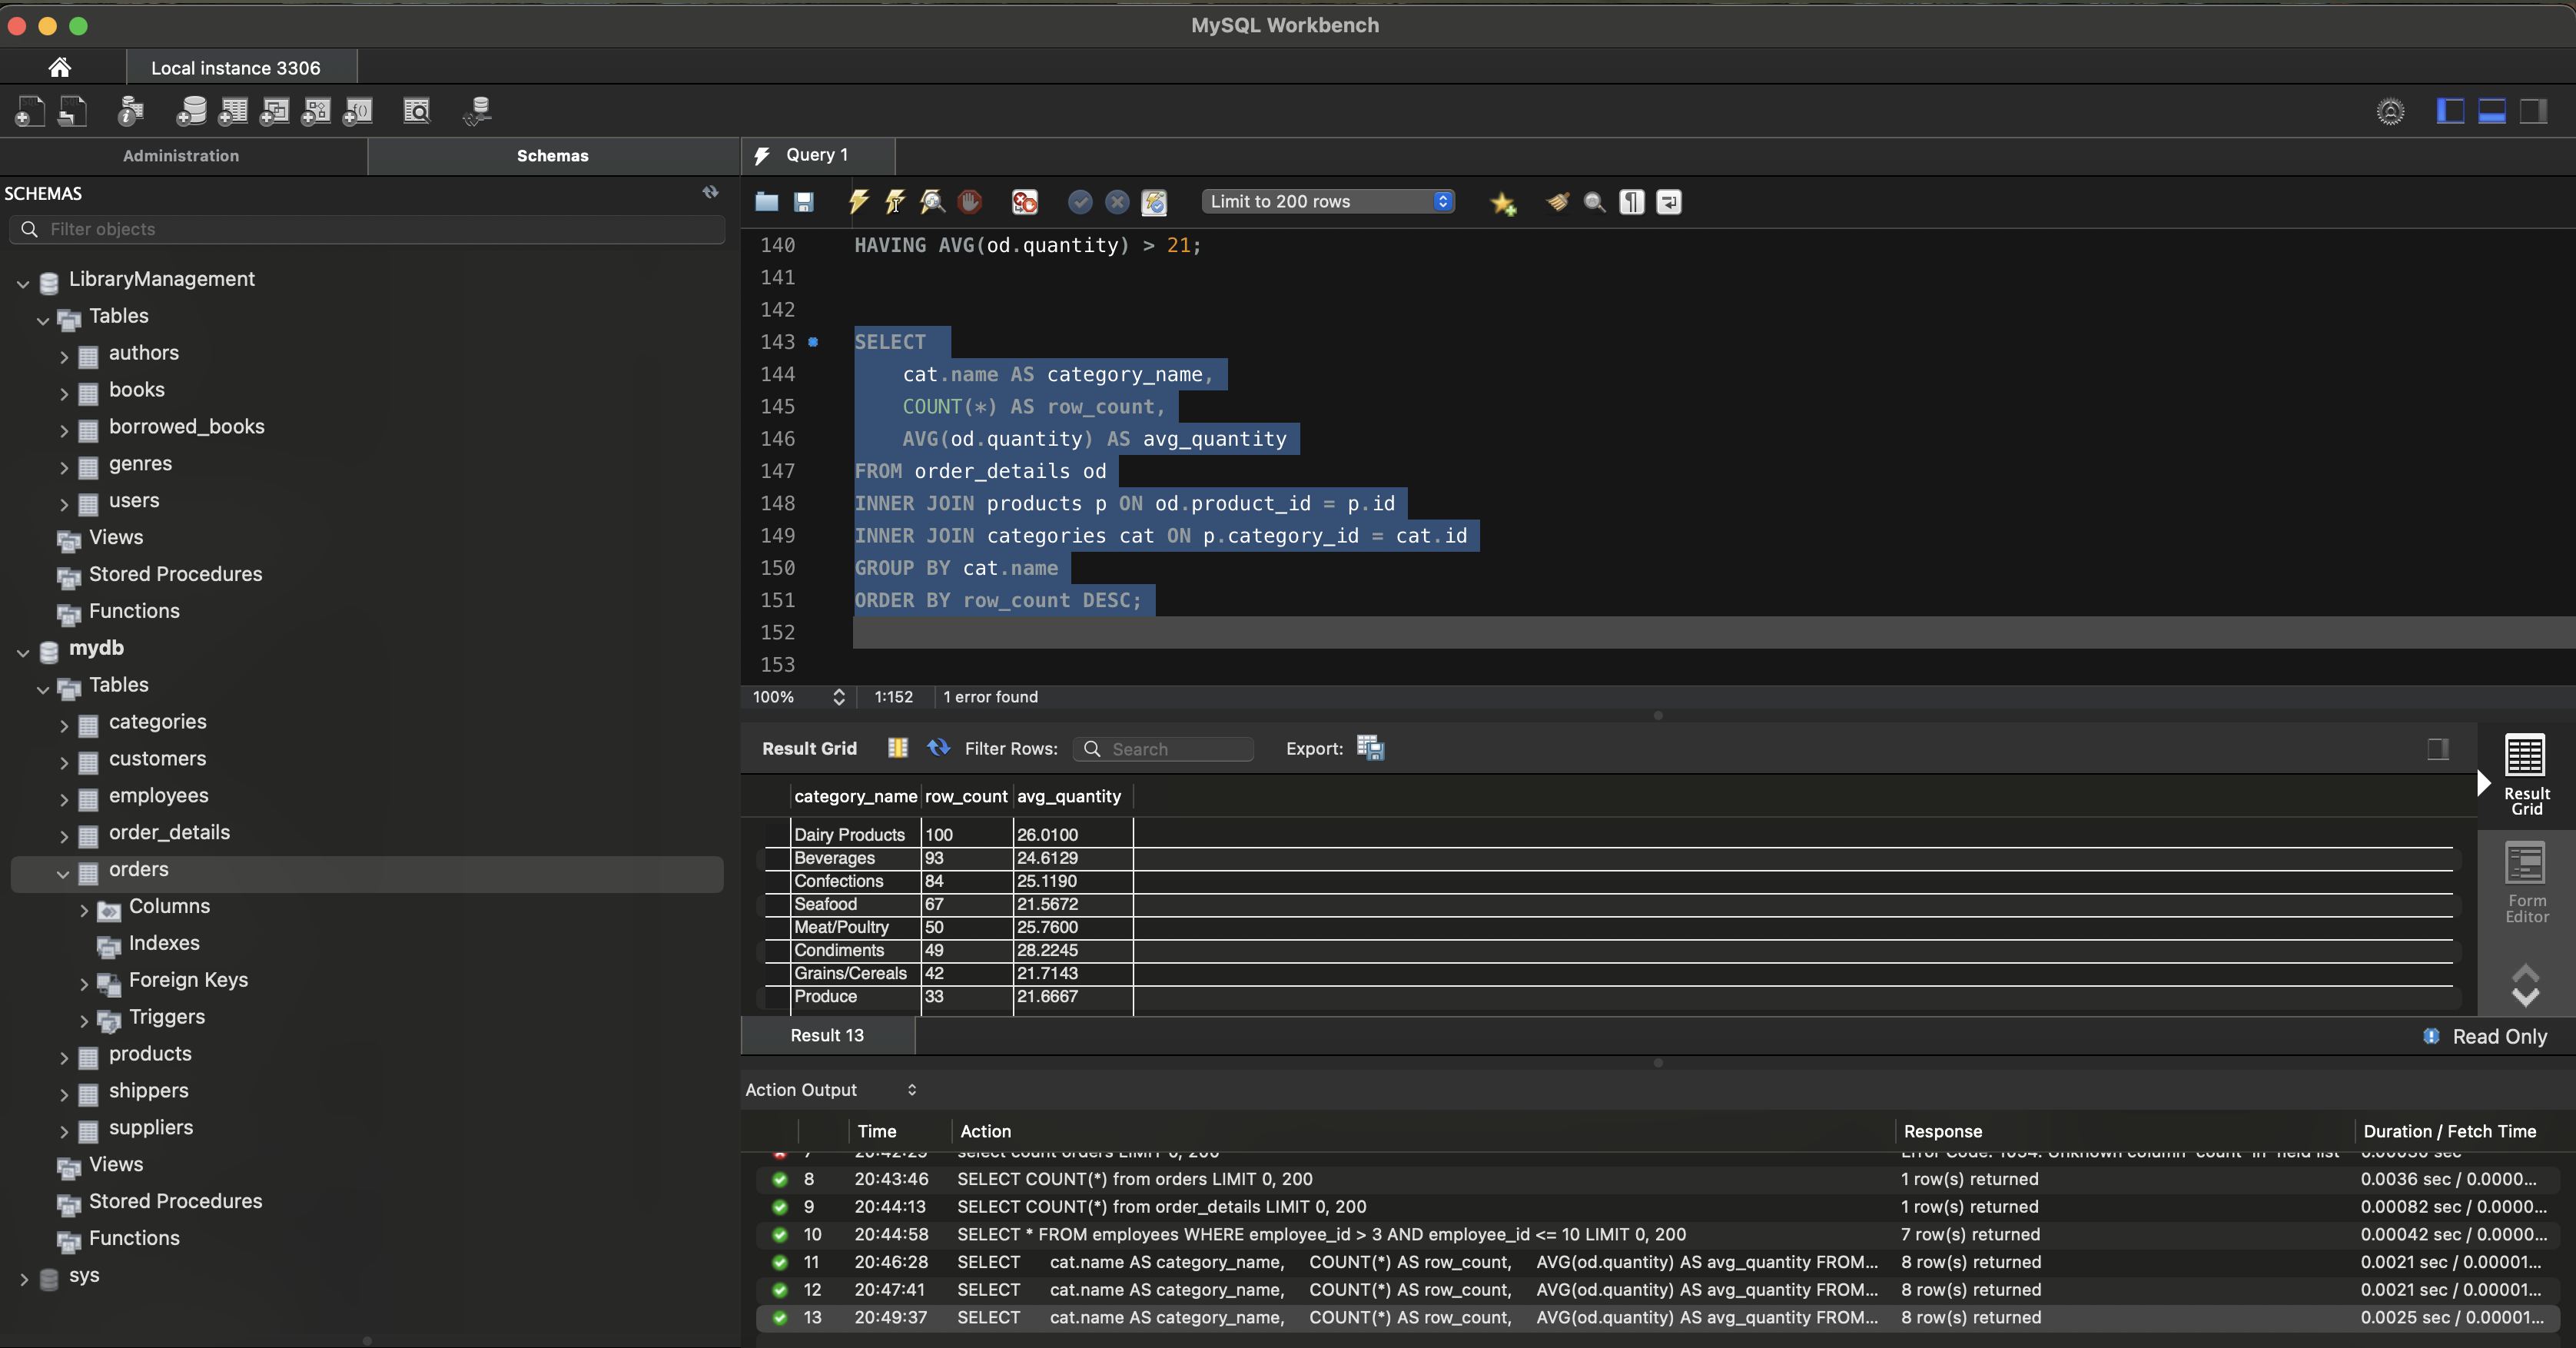 MySQL Workbench
Local instance 3306
Administration
Schemas
SCHEMAS
Filter objects
LibraryManagement
Tables
authors
books
borrowed_books
genres
users
Views
Stored Procedures
Functions
mydb
Tables
categories
customers
employees
order_details
orders
Columns
Indexes
Foreign Keys
Triggers
products
shippers
suppliers
Views
Stored Procedures
Functions
sys
Query 1
Limit to 200 rows
140 HAVING AVG(od.quantity) > 21;
141
142
143 SELECT
144 cat.name AS category_name,
145 COUNT(*) AS row_count,
146 AVG(od.quantity) AS avg_quantity
147 FROM order_details od
148 INNER JOIN products p ON od.product_id = p.id
149 INNER JOIN categories cat ON p.category_id = cat.id
150 GROUP BY cat.name
151 ORDER BY row_count DESC;
152
153
100% 1:152 1 error found
Result Grid Filter Rows: Search Export:
category_name row_count avg_quantity
Dairy Products 100 26.0100
Beverages 93 24.6129
Confections 84 25.1190
Seafood 67 21.5672
Meat/Poultry 50 25.7600
Condiments 49 28.2245
Grains/Cereals 42 21.7143
Produce 33 21.6667
Result
Grid
Form
Editor
Result 13
Read Only
Action Output
Time Action Response Duration / Fetch Time
8 20:43:46 SELECT COUNT(*) from orders LIMIT 0, 200 1 row(s) returned 0.0036 sec / 0.0000...
9 20:44:13 SELECT COUNT(*) from order_details LIMIT 0, 200 1 row(s) returned 0.00082 sec / 0.0000...
10 20:44:58 SELECT * FROM employees WHERE employee_id > 3 AND employee_id <= 10 LIMIT 0, 200 7 row(s) returned 0.00042 sec / 0.0000...
11 20:46:28 SELECT cat.name AS category_name, COUNT(*) AS row_count, AVG(od.quantity) AS avg_quantity FROM... 8 row(s) returned 0.0021 sec / 0.00001...
12 20:47:41 SELECT cat.name AS category_name, COUNT(*) AS row_count, AVG(od.quantity) AS avg_quantity FROM... 8 row(s) returned 0.0021 sec / 0.00001...
13 20:49:37 SELECT cat.name AS category_name, COUNT(*) AS row_count, AVG(od.quantity) AS avg_quantity FROM... 8 row(s) returned 0.0025 sec / 0.00001...